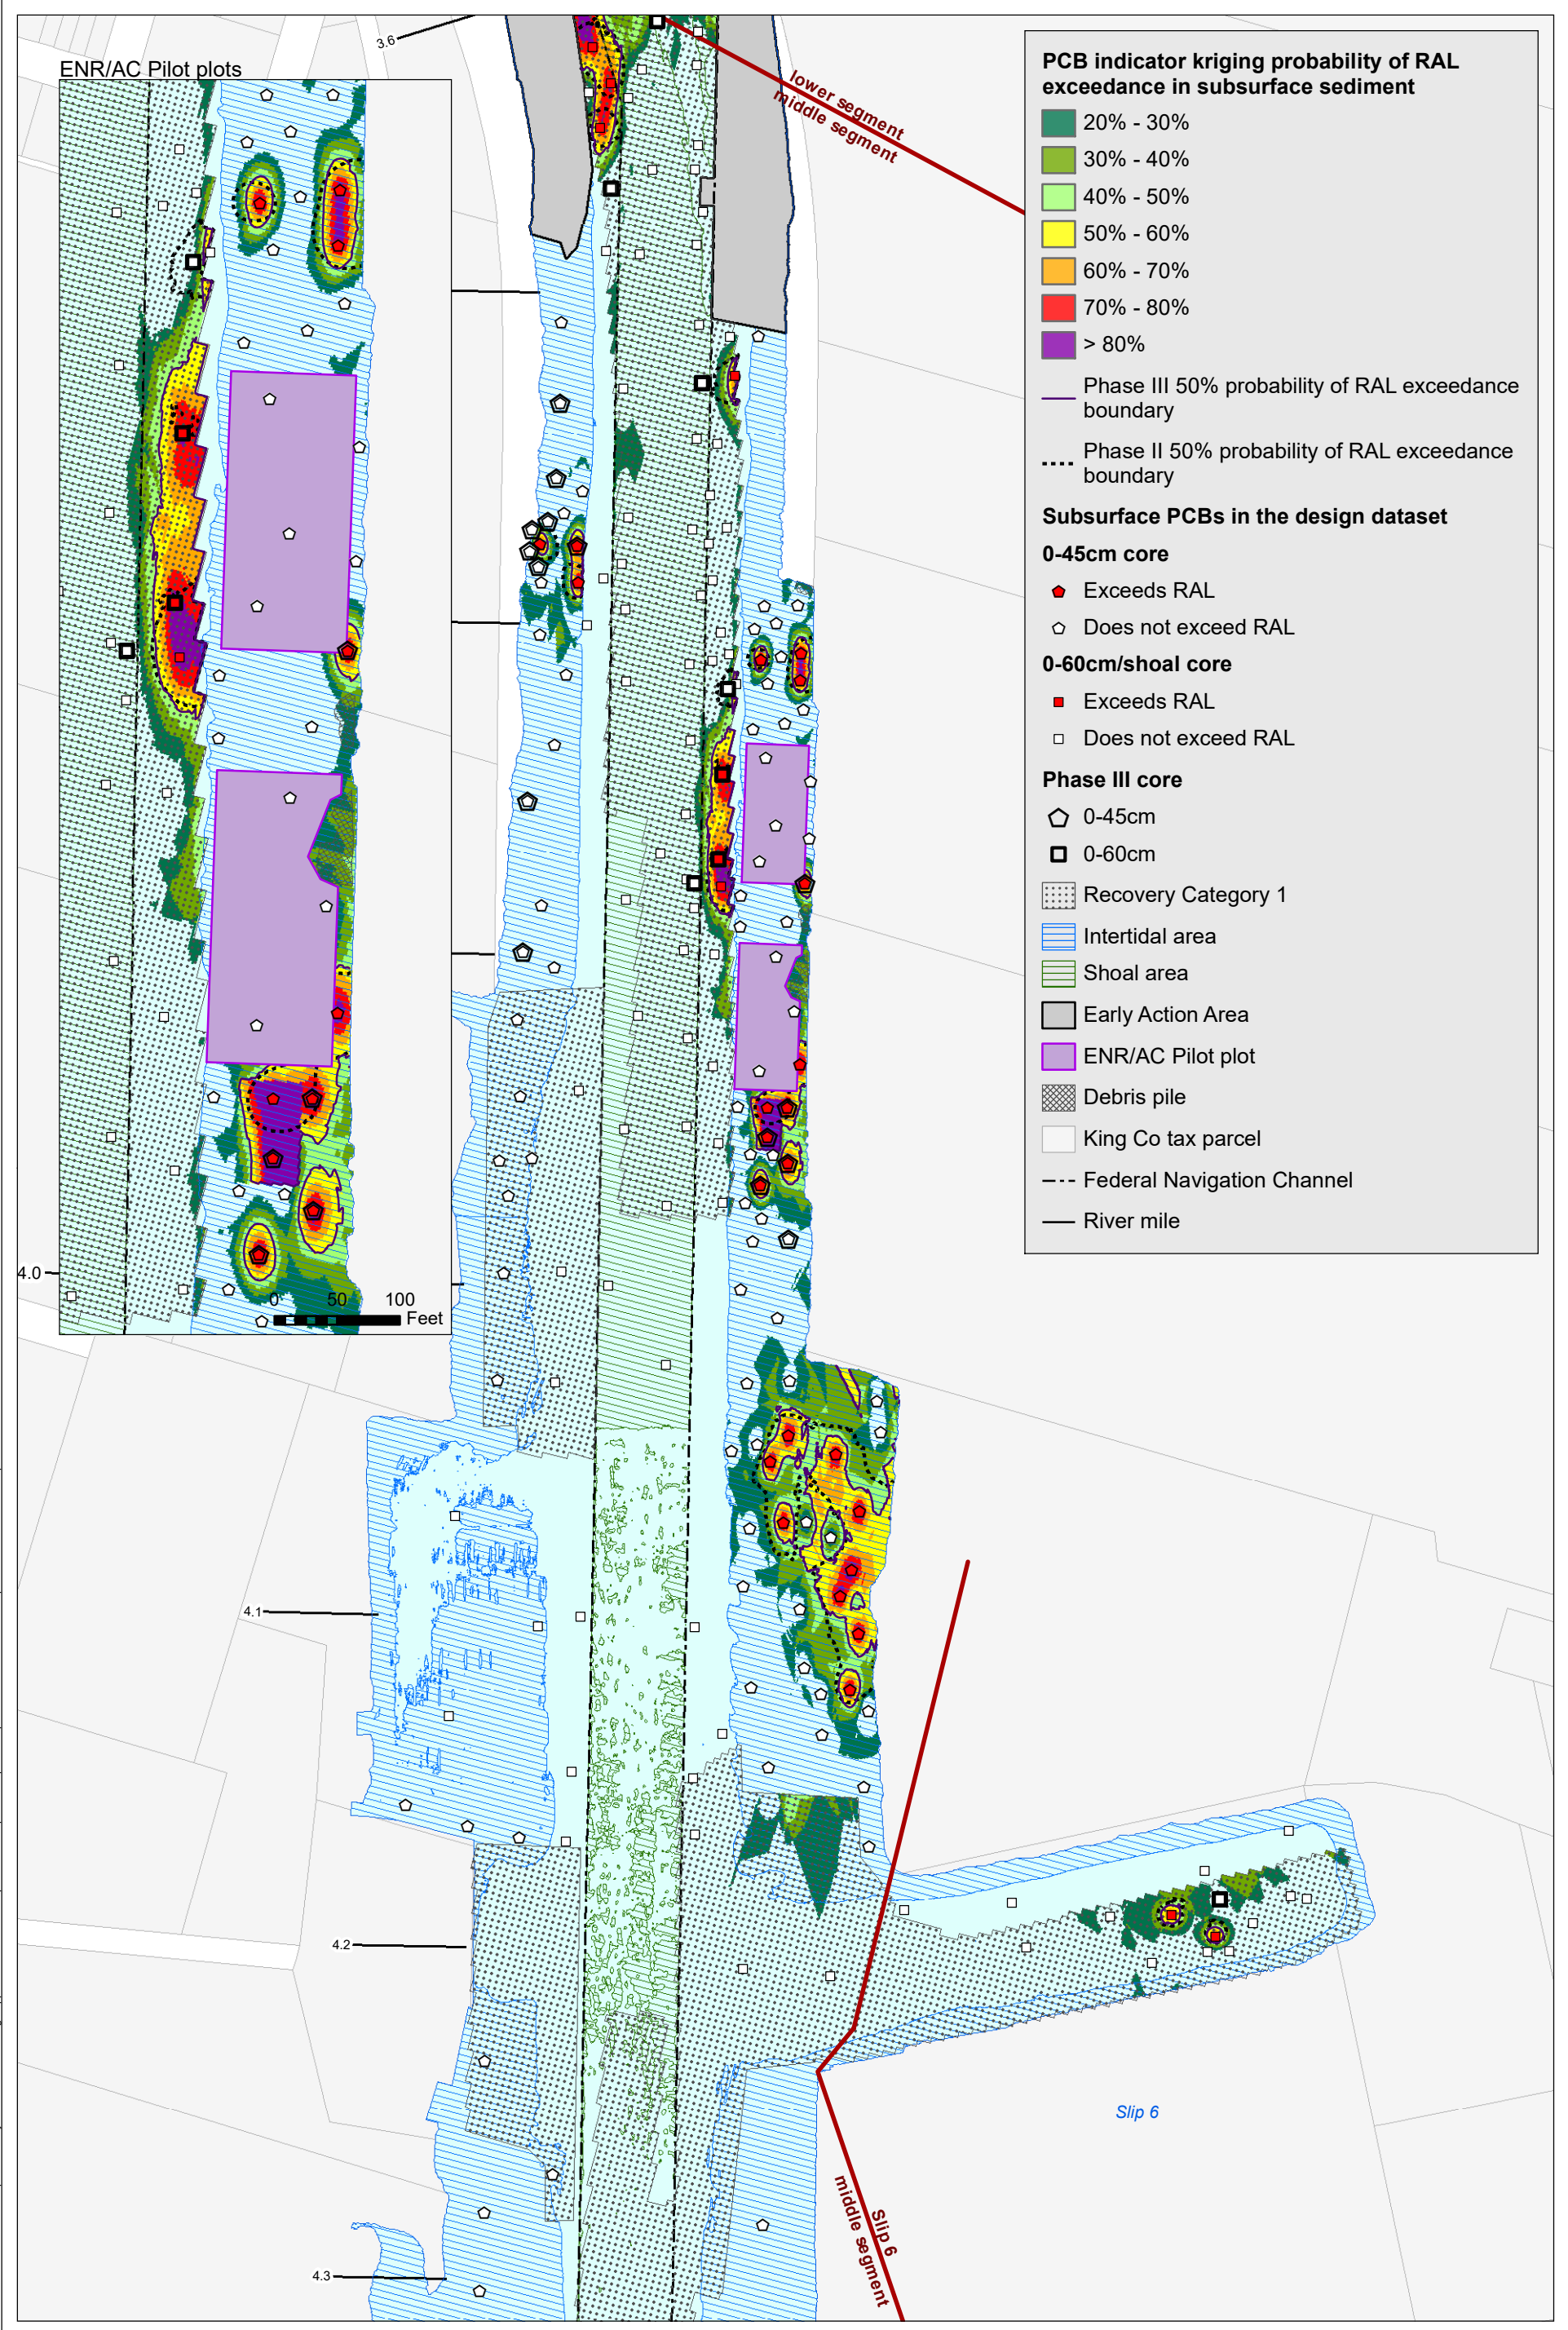 3.6
ENR/AC Pilot plots
lower segment
middle segment
PCB indicator kriging probability of RAL
exceedance in subsurface sediment
20% - 30%
30% - 40%
40% - 50%
50% - 60%
60% - 70%
70% - 80%
> 80%
Phase III 50% probability of RAL exceedance
boundary
Phase II 50% probability of RAL exceedance
boundary
Subsurface PCBs in the design dataset
0-45cm core
Exceeds RAL
Does not exceed RAL
0-60cm/shoal core
Exceeds RAL
Does not exceed RAL
Phase III core
0-45cm
0-60cm
Recovery Category 1
Intertidal area
Shoal area
Early Action Area
ENR/AC Pilot plot
Debris pile
King Co tax parcel
Federal Navigation Channel
River mile
4.0
0 50 100
Feet
4.1
4.2
Slip 6
Slip 6
middle segment
4.3